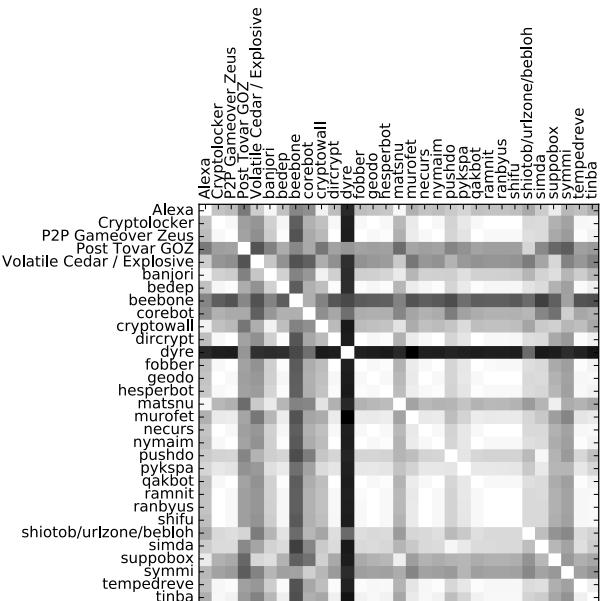 Alexa
Cryptolocker
P2P Gameover Zeus
Post Tovar GOZ
Volatile Cedar / Explosive
banjori
bedep
beebone
corebot
cryptowall
dircrypt
dyre
fobber
geodo
hesperbot
matsnu
murofet
necurs
nymaim
pushdo
pykspa
qakbot
ramnit
ranbyus
shifu
shiotob/urlzone/bebloh
simda
suppobox
symmi
tempedreve
tinba
Alexa
Cryptolocker
P2P Gameover Zeus
Post Tovar GOZ
Volatile Cedar / Explosive
banjori
bedep
beebone
corebot
cryptowall
dircrypt
dyre
fobber
geodo
hesperbot
matsnu
murofet
necurs
nymaim
pushdo
pykspa
qakbot
ramnit
ranbyus
shifu
shiotob/urlzone/bebloh
simda
suppobox
symmi
tempedreve
tinba